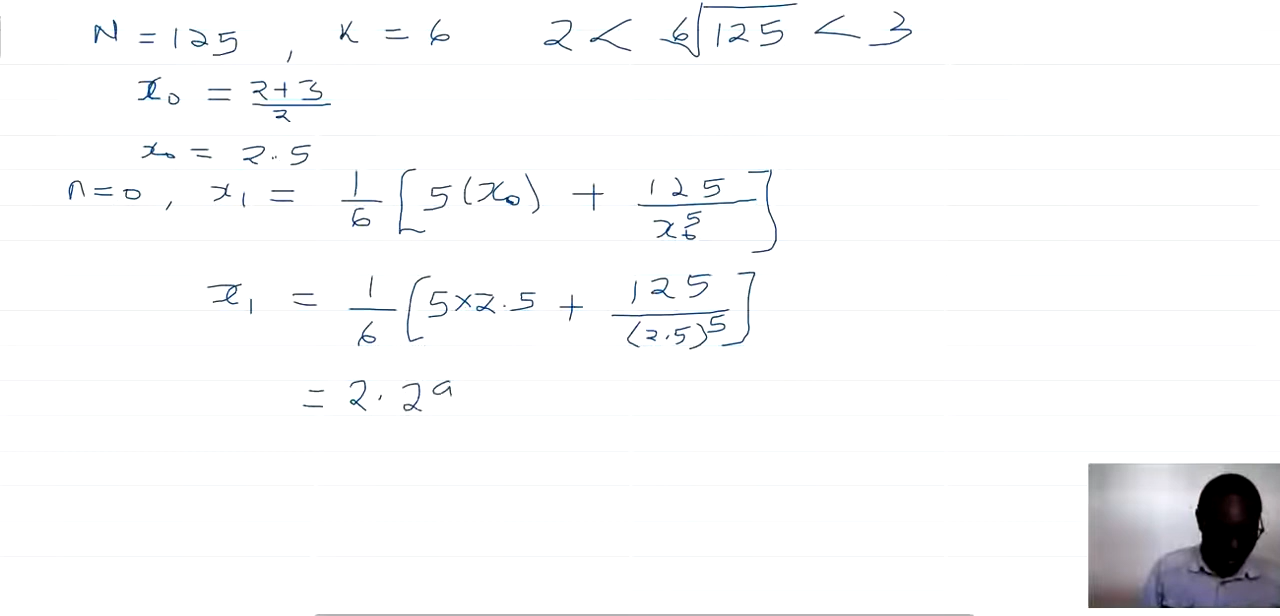 N = 125 , K = 6 2 < ⁶√125 < 3
x₀ = (2+3)/2
x₀ = 2.5
n=0 , x₁ = 1/6 [5(x₀) + 125/x₀⁵]
x₁ = 1/6 [5×2.5 + 125/(2.5)⁵]
= 2.29